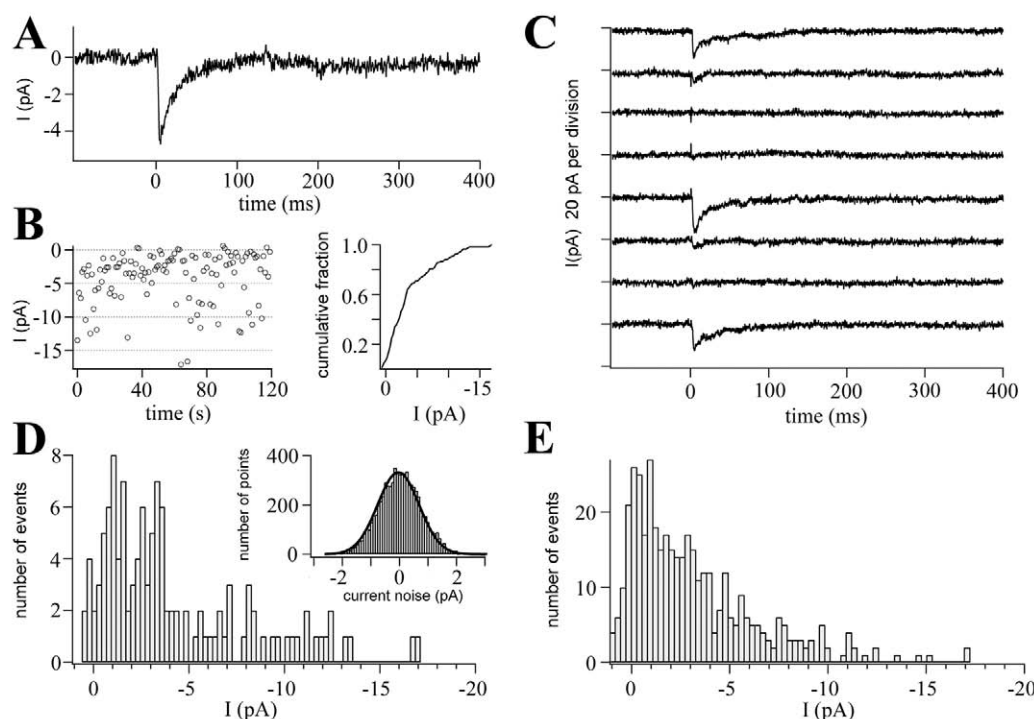 A
I (pA)
0
-2
-4
0 100 200 300 400
time (ms)
B
I (pA)
0
-5
-10
-15
0 40 80 120
time (s)
cumulative fraction
1.0
0.6
0.2
0 -15
I (pA)
C
I(pA) 20 pA per division
0 100 200 300 400
time (ms)
D
number of events
8
6
4
2
0
0 -5 -10 -15 -20
I (pA)
number of points
400
200
0
-2 0 2
current noise (pA)
E
number of events
20
10
0
0 -5 -10 -15 -20
I (pA)